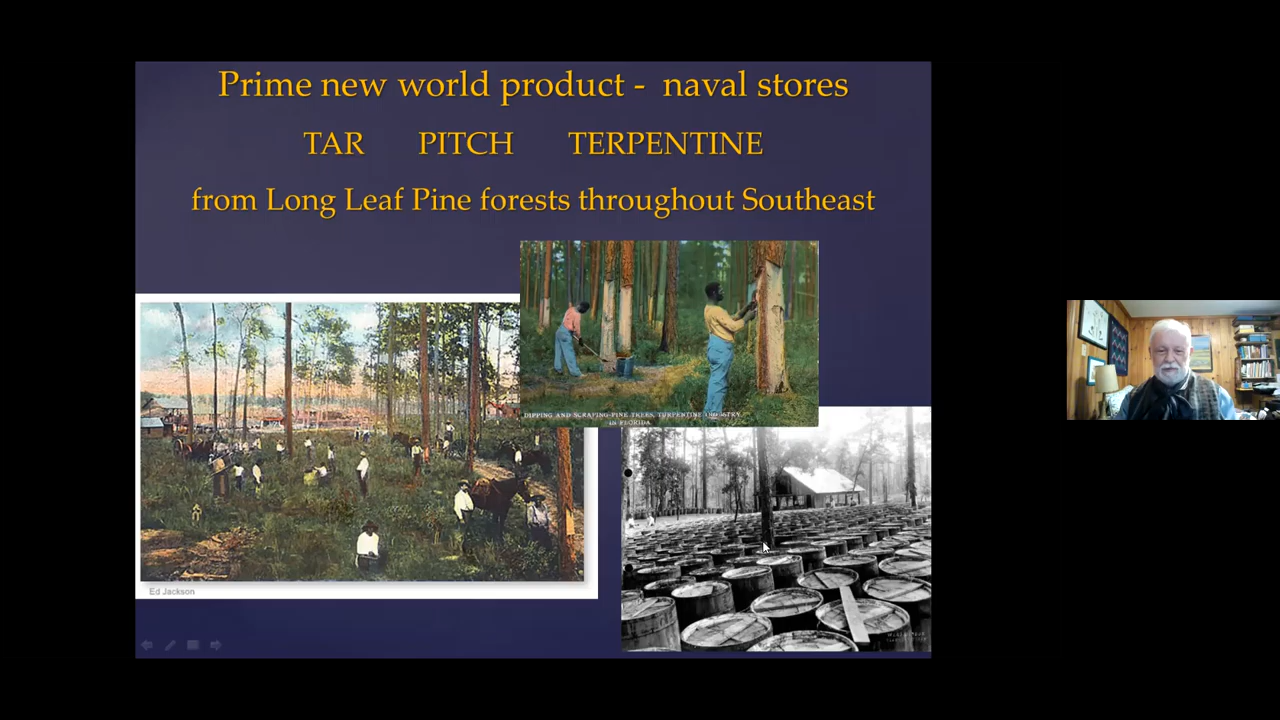 Prime new world product - naval stores
TAR PITCH TERPENTINE
from Long Leaf Pine forests throughout Southeast
DIPPING AND SCRAPING PINE TREES, TURPENTINE INDUSTRY
IN FLORIDA
Ed Jackson